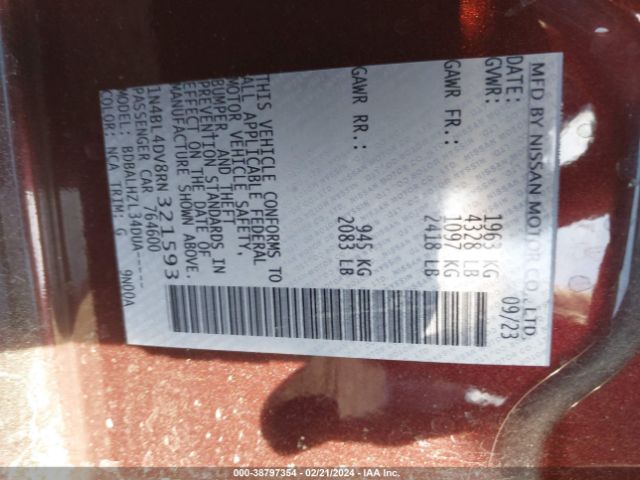 MFD BY NISSAN MOTOR CO., LTD.
DATE: 09/23
GVWR: 1963 KG
4328 LB
GAWR FR.: 1097 KG
2418 LB
GAWR RR.: 945 KG
2083 LB
THIS VEHICLE CONFORMS TO
ALL APPLICABLE FEDERAL
MOTOR VEHICLE SAFETY,
BUMPER, AND THEFT
PREVENTION STANDARDS IN
EFFECT ON THE DATE OF
MANUFACTURE SHOWN ABOVE.
1N4BL4DV8RN321593
PASSENGER CAR 764600
MODEL: BDBALHZL34DUA-----
COLOR: NCA TRIM: G 9N00A
000-38797354 / 02/21/2024 - IAA Inc.